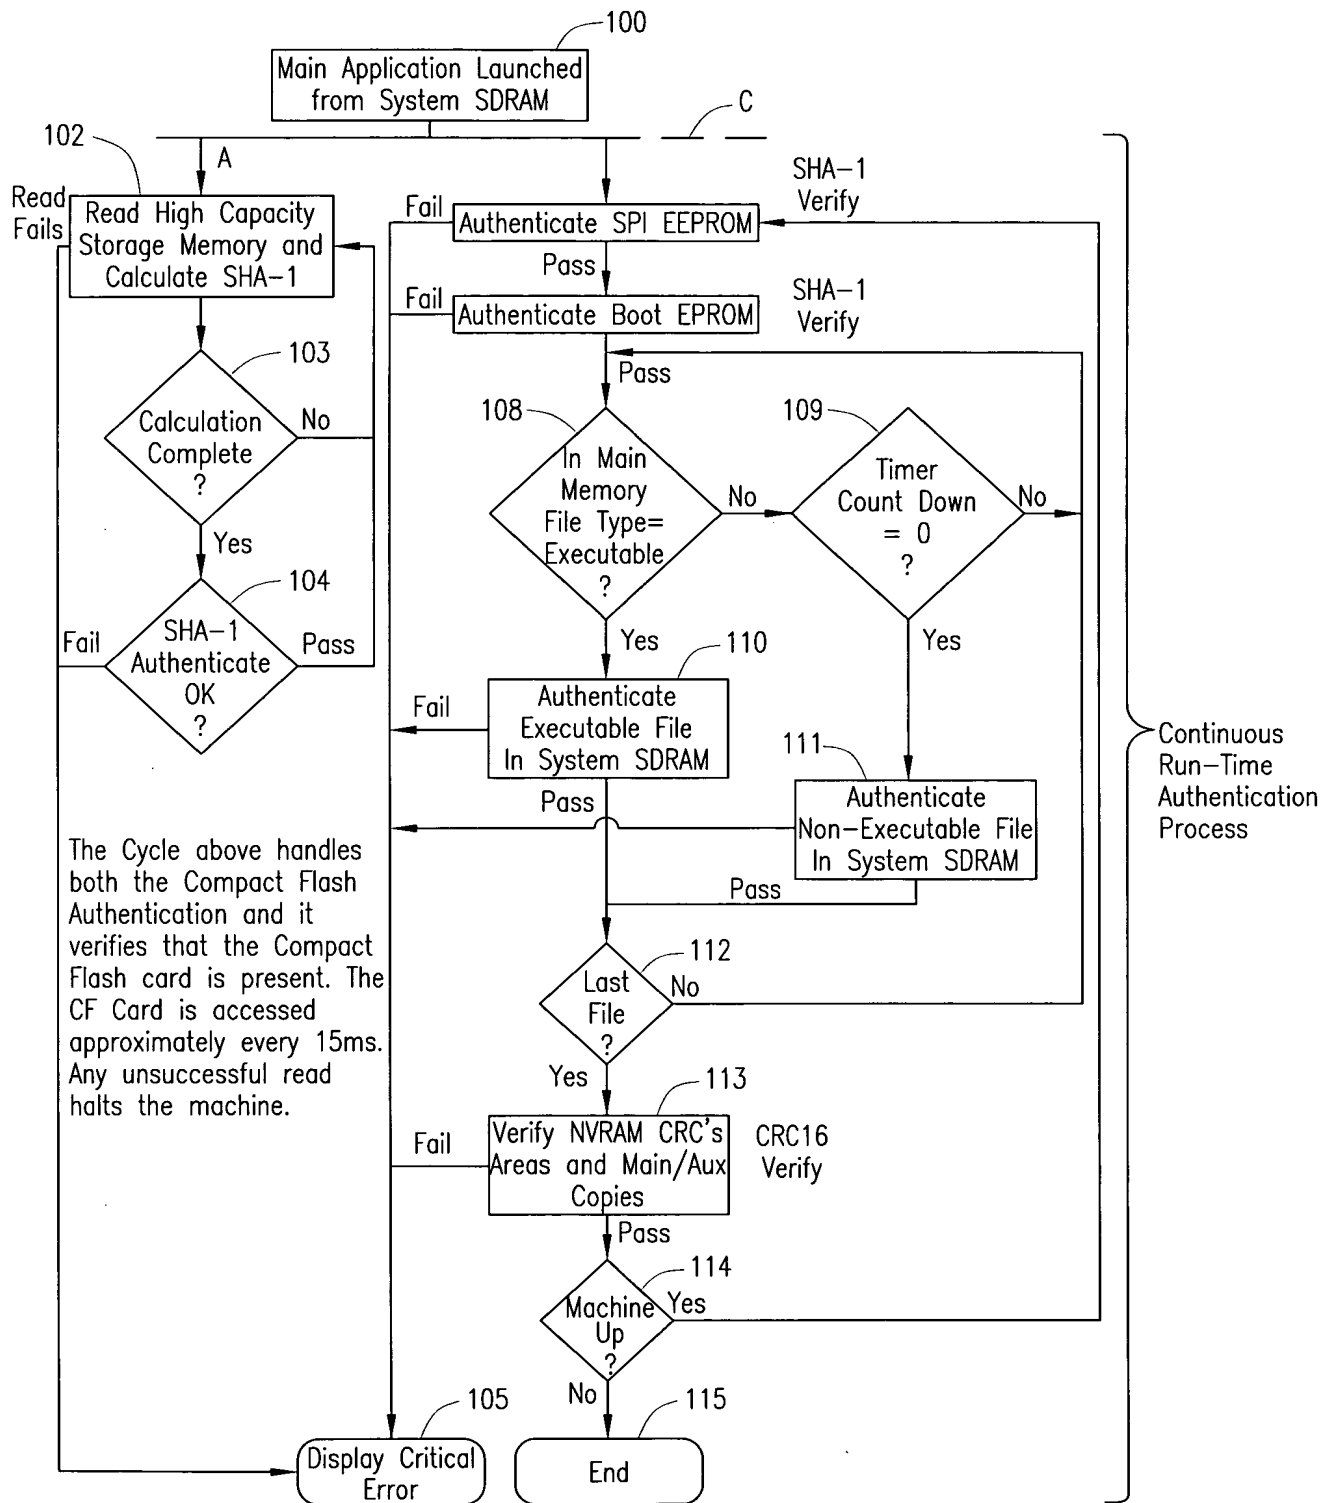 100
Main Application Launched
from System SDRAM
C
102
A
Read
Fails
Read High Capacity
Storage Memory and
Calculate SHA-1
103
Calculation
Complete
?
No
Yes
104
SHA-1
Authenticate
OK
?
Fail
Pass
The Cycle above handles
both the Compact Flash
Authentication and it
verifies that the Compact
Flash card is present. The
CF Card is accessed
approximately every 15ms.
Any unsuccessful read
halts the machine.
SHA-1
Verify
Fail
Authenticate SPI EEPROM
Pass
Fail
Authenticate Boot EPROM
SHA-1
Verify
Pass
108
In Main
Memory
File Type=
Executable
?
No
109
Timer
Count Down
= 0
?
No
Yes
Yes
110
Authenticate
Executable File
In System SDRAM
Fail
Pass
111
Authenticate
Non-Executable File
In System SDRAM
Pass
112
Last
File
?
No
Yes
113
Verify NVRAM CRC's
Areas and Main/Aux
Copies
Fail
CRC16
Verify
Pass
114
Machine
Up
?
Yes
No
105
Display Critical
Error
115
End
Continuous
Run-Time
Authentication
Process